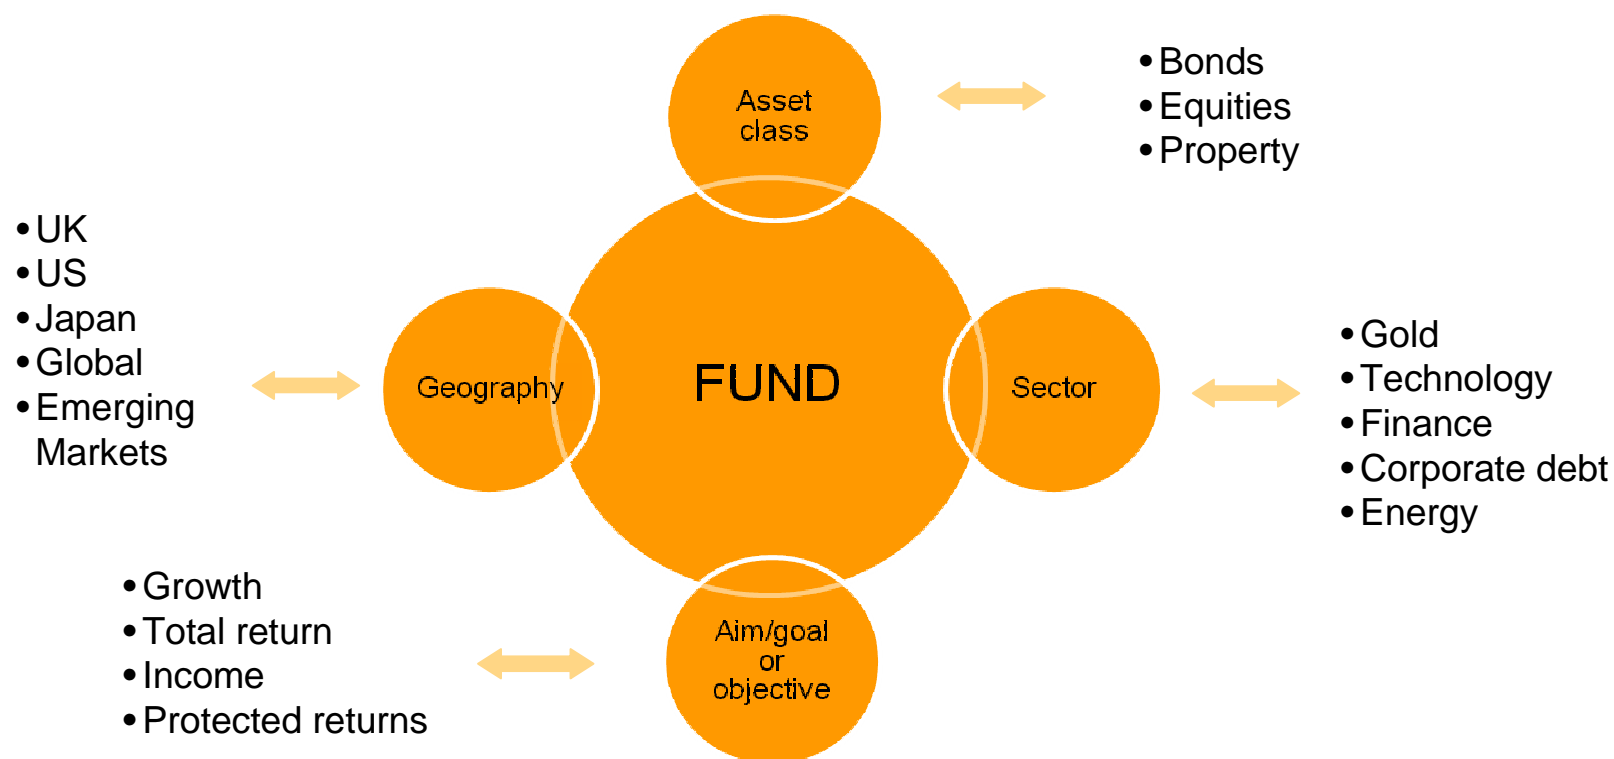 Asset
class
•Bonds
•Equities
•Property
•UK
•US
•Japan
•Global
•Emerging
Markets
Geography
FUND
Sector
•Gold
•Technology
•Finance
•Corporate debt
•Energy
•Growth
•Total return
•Income
•Protected returns
Aim/goal
or
objective